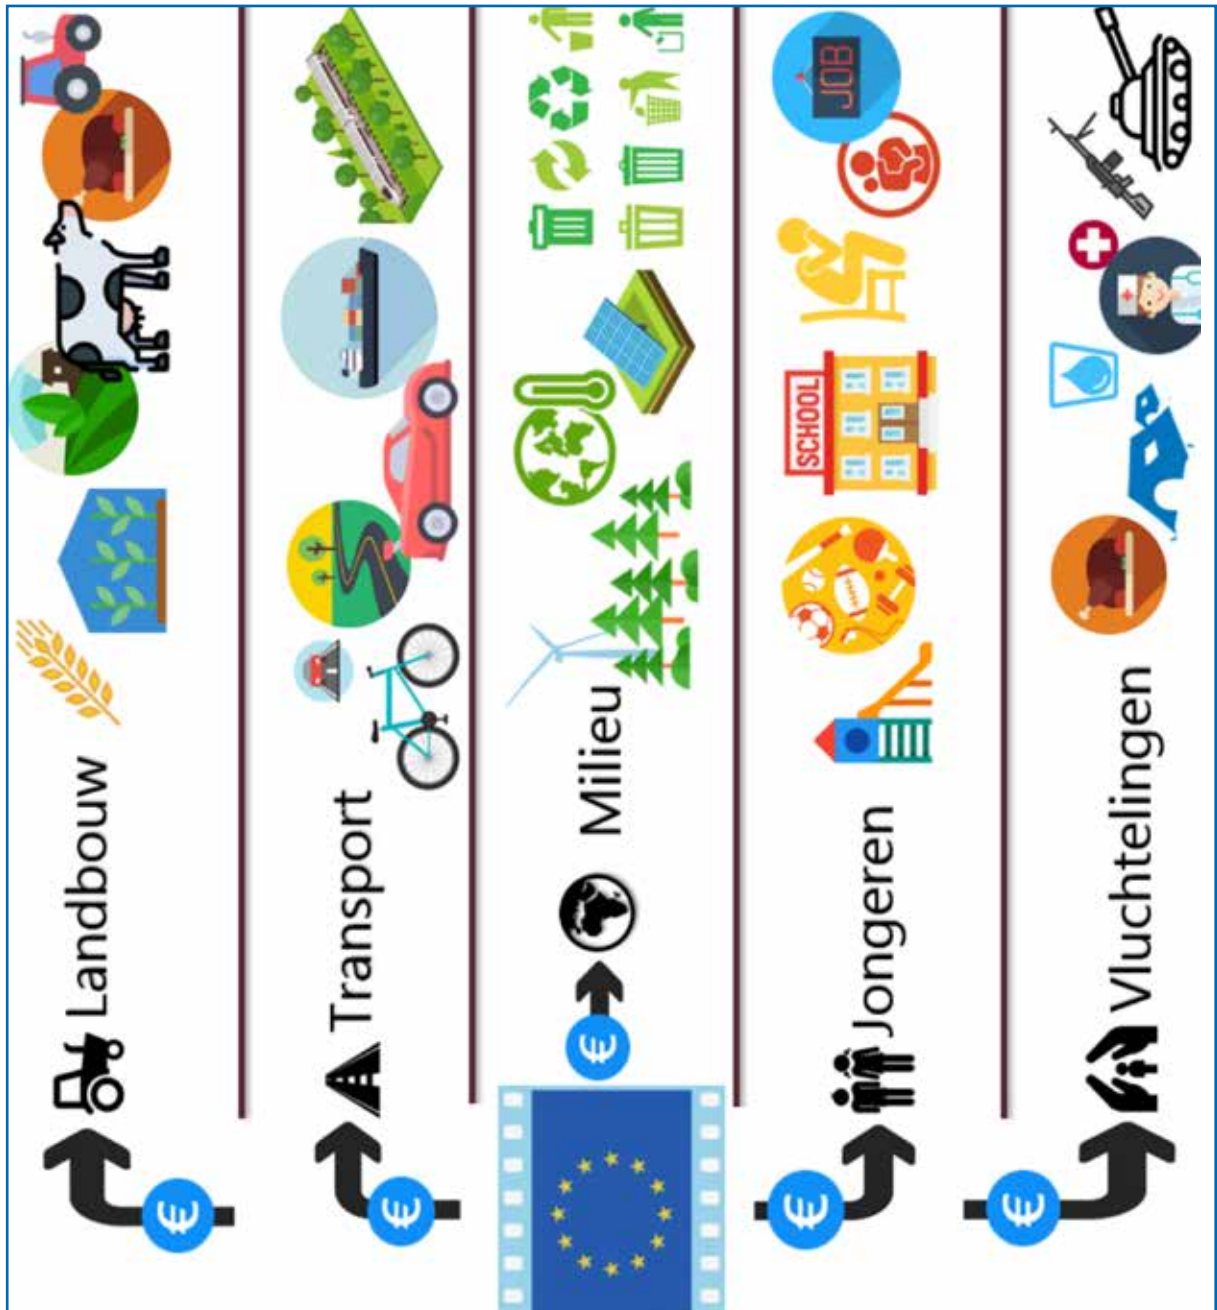 Landbouw
Transport
Milieu
Jongeren
Vluchtelingen
JOB
SCHOOL
€
€
€
€
€